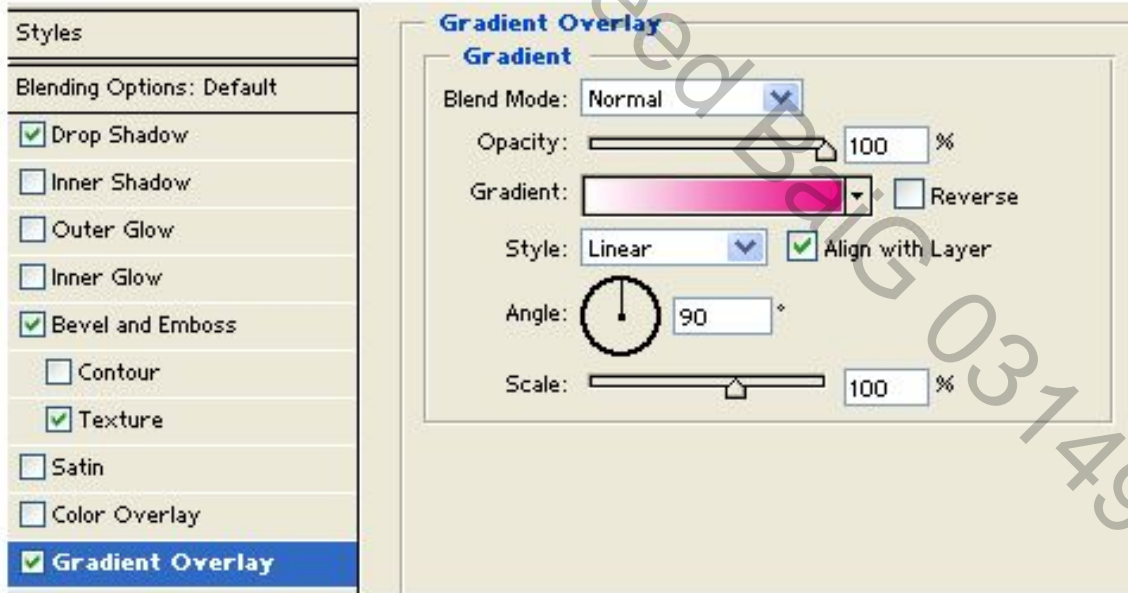 Styles
Blending Options: Default
Drop Shadow
Inner Shadow
Outer Glow
Inner Glow
Bevel and Emboss
Contour
Texture
Satin
Color Overlay
Gradient Overlay
Gradient Overlay
Gradient
Blend Mode: Normal
Opacity: 100 %
Gradient: Reverse
Style: Linear Align with Layer
Angle: 90 °
Scale: 100 %
BaiG 03149